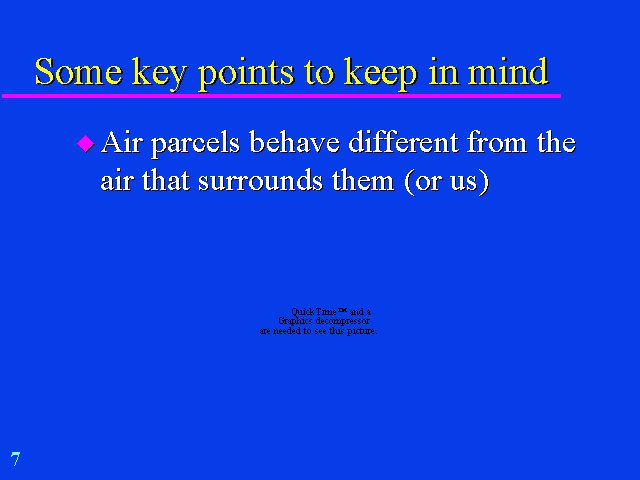 Some key points to keep in mind
Air parcels behave different from the
air that surrounds them (or us)
QuickTime™ and a
Graphics decompressor
are needed to see this picture.
7